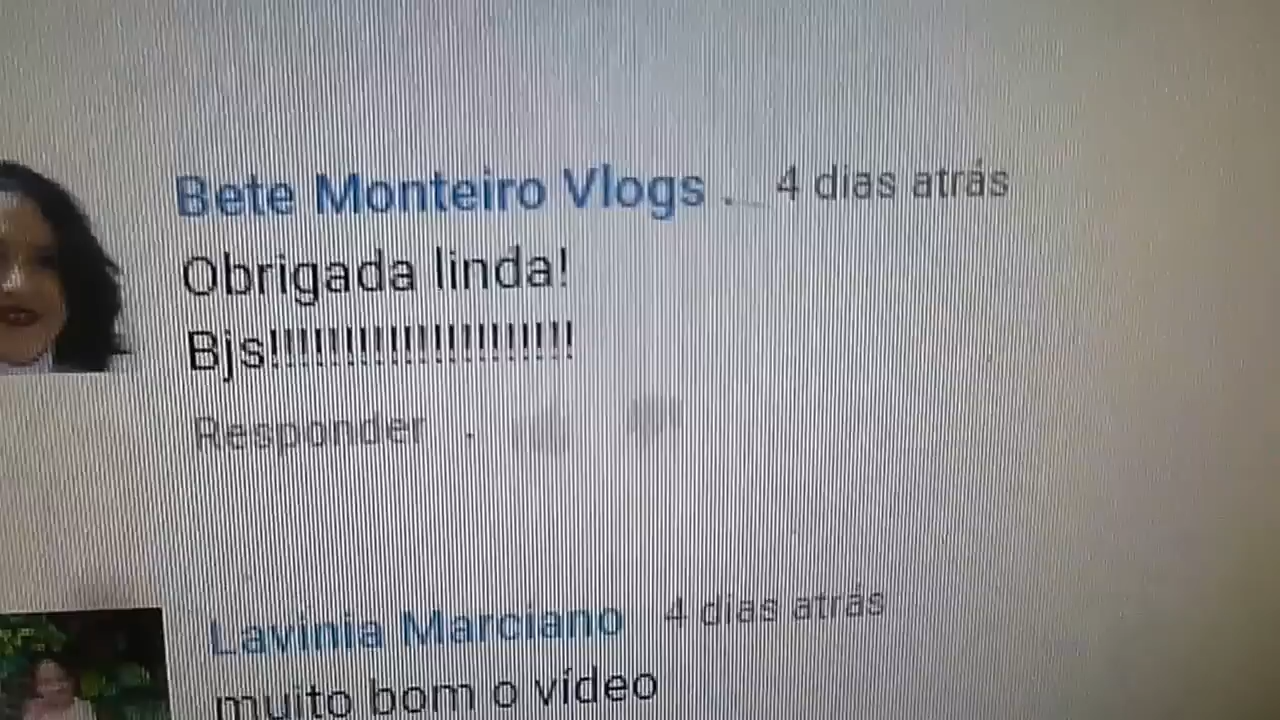 Bete Monteiro Vlogs . 4 dias atrás
Obrigada linda!
Bjs!!!!!!!!!!!!!!!!!!!!!
Responder .
Lavinia Marciano 4 dias atrás
muito bom o vídeo